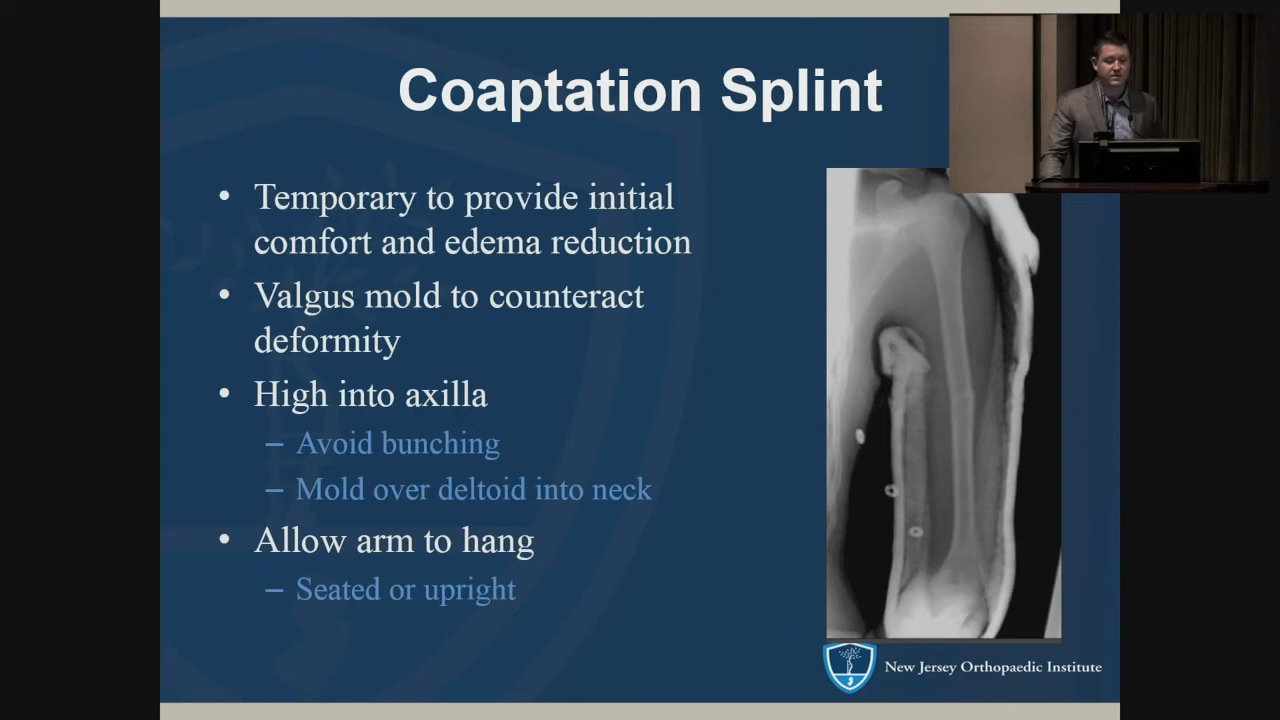 Coaptation Splint
• Temporary to provide initial
comfort and edema reduction
• Valgus mold to counteract
deformity
• High into axilla
– Avoid bunching
– Mold over deltoid into neck
• Allow arm to hang
– Seated or upright
New Jersey Orthopaedic Institute